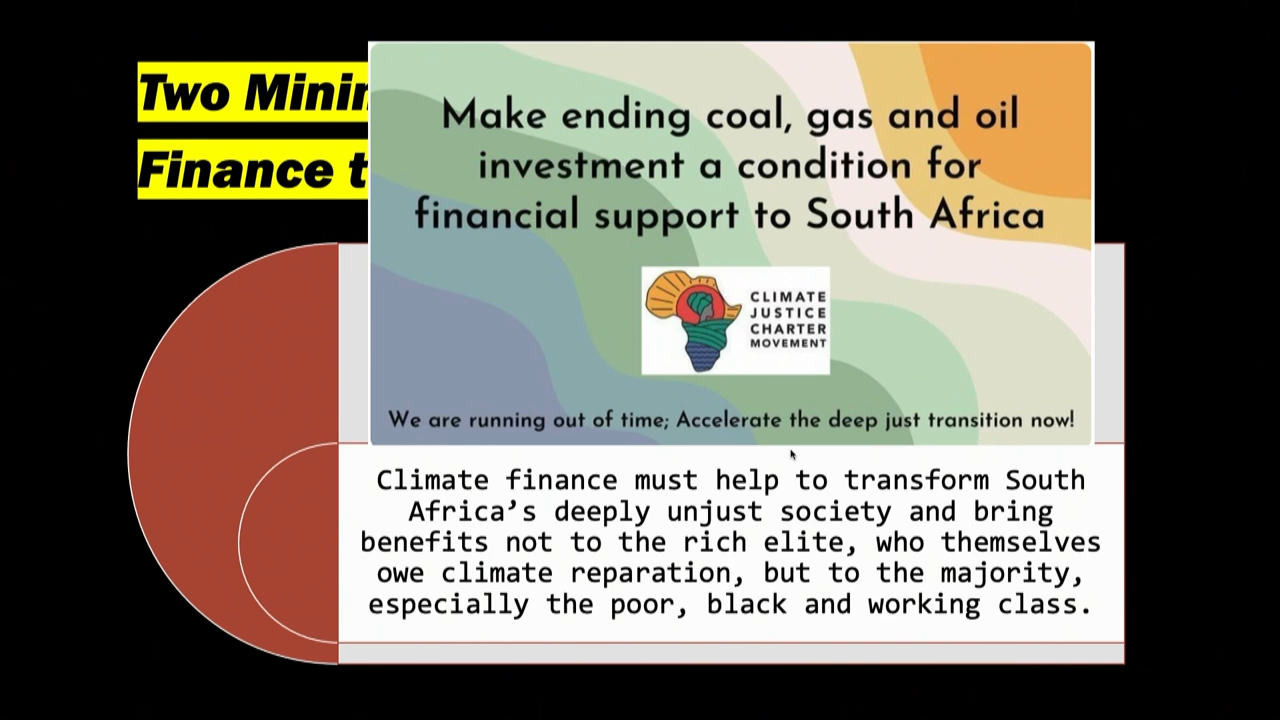 Two
Finance
Make ending coal, gas and oil
investment a condition for
financial support to South Africa
CLIMATE
JUSTICE
CHARTER
MOVEMENT
We are running out of time; Accelerate the deep just transition now!
Climate finance must help to transform South
Africa’s deeply unjust society and bring
benefits not to the rich elite, who themselves
owe climate reparation, but to the majority,
especially the poor, black and working class.